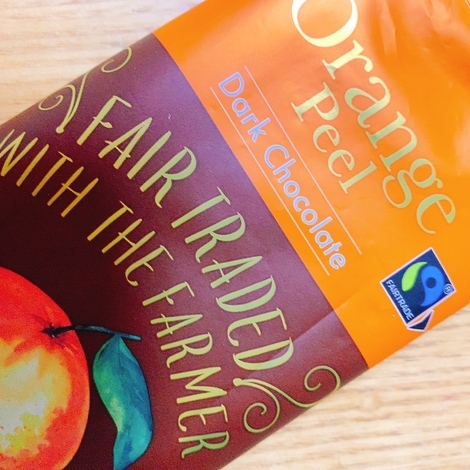 Orange
Peel
Dark Chocolate
FAIRTRADE
®
FAIR TRADED
WITH THE FARMER